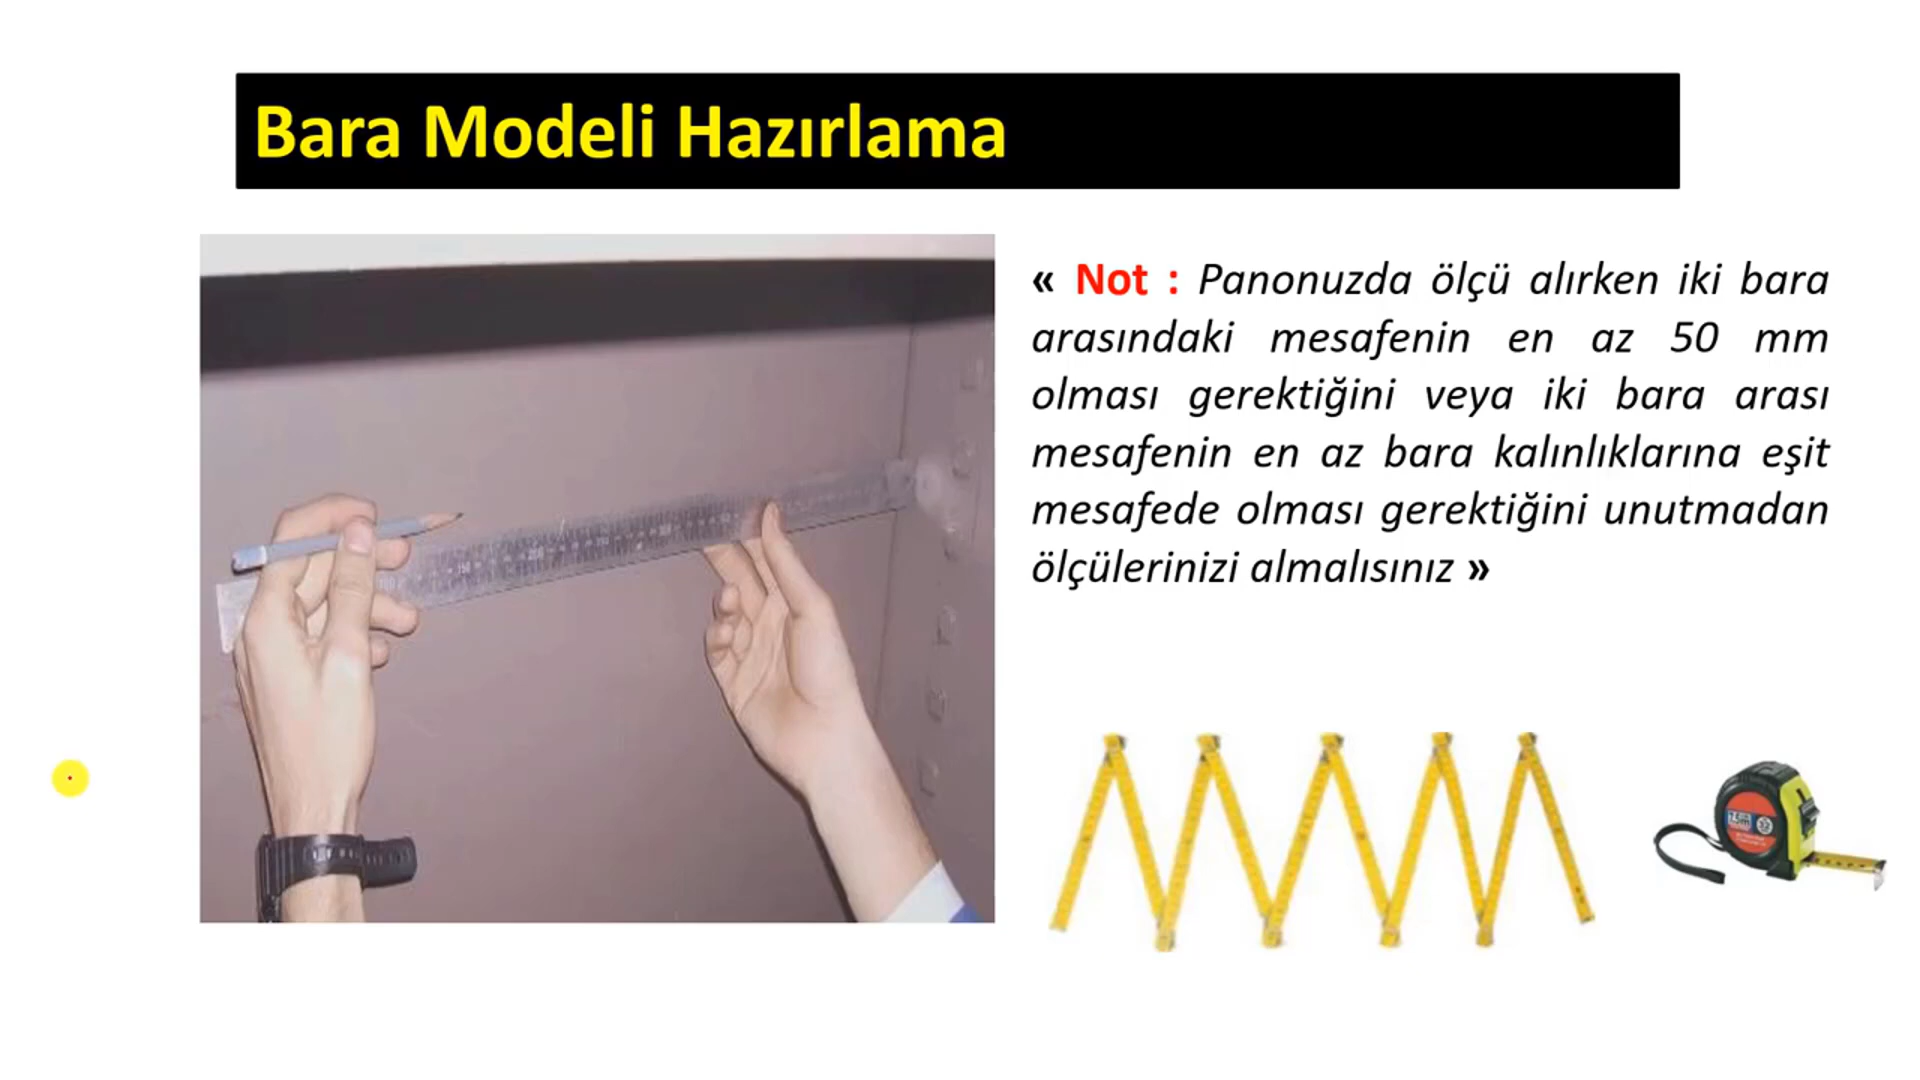 Bara Modeli Hazırlama
« Not : Panonuzda ölçü alırken iki bara
arasındaki mesafenin en az 50 mm
olması gerektiğini veya iki bara arası
mesafenin en az bara kalınlıklarına eşit
mesafede olması gerektiğini unutmadan
ölçülerinizi almalısınız »